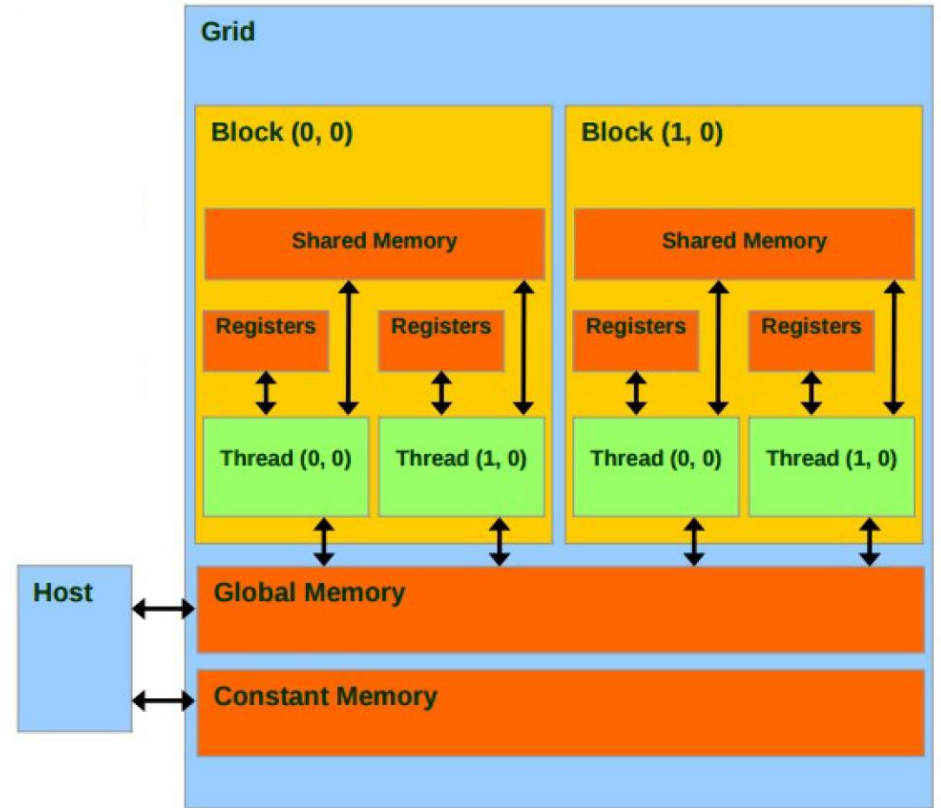 Grid
Block (0, 0)
Block (1, 0)
Shared Memory
Shared Memory
Registers
Registers
Registers
Registers
Thread (0, 0)
Thread (1, 0)
Thread (0, 0)
Thread (1, 0)
Host
Global Memory
Constant Memory